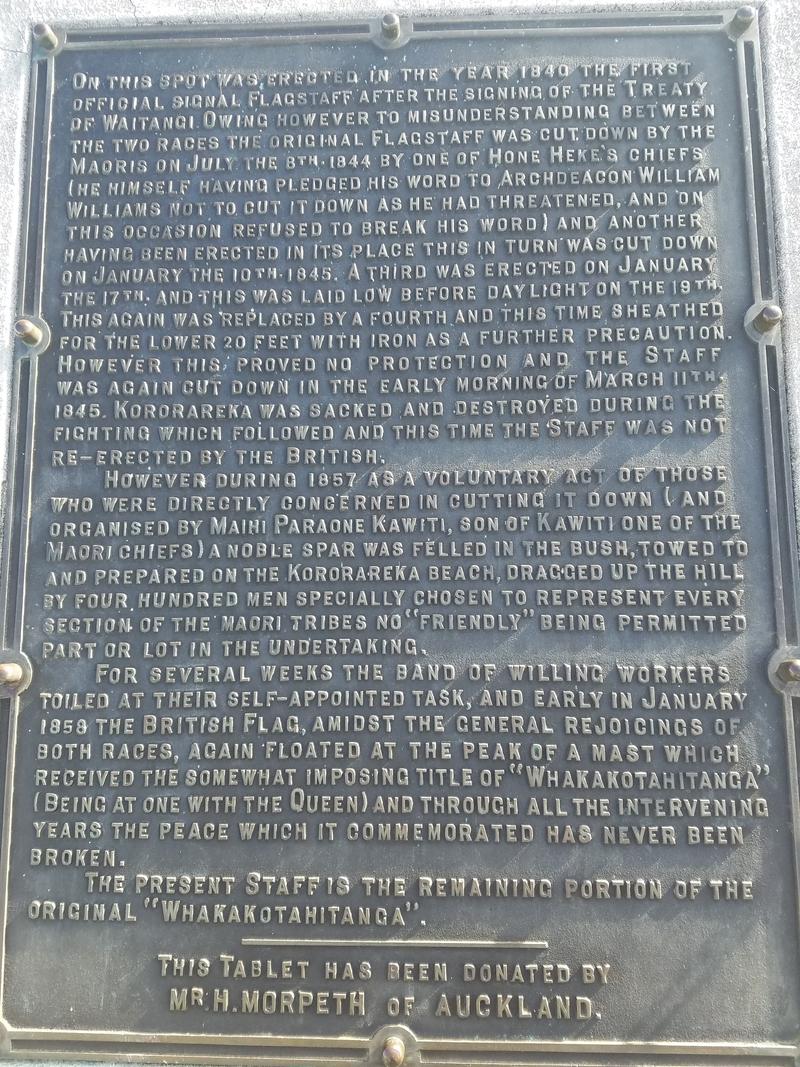 ON THIS SPOT WAS ERECTED IN THE YEAR 1840 THE FIRST
OFFICIAL SIGNAL FLAGSTAFF AFTER THE SIGNING OF THE TREATY
OF WAITANGI. OWING HOWEVER TO MISUNDERSTANDING BETWEEN
THE TWO RACES THE ORIGINAL FLAGSTAFF WAS CUT DOWN BY THE
MAORIS ON JULY THE 8TH. 1844 BY ONE OF HONE HEKE'S CHIEFS
(HE HIMSELF HAVING PLEDGED HIS WORD TO ARCHDEACON WILLIAM
WILLIAMS NOT TO CUT IT DOWN AS HE HAD THREATENED, AND ON
THIS OCCASION REFUSED TO BREAK HIS WORD) AND ANOTHER
HAVING BEEN ERECTED IN ITS PLACE THIS IN TURN WAS CUT DOWN
ON JANUARY THE 10TH. 1845. A THIRD WAS ERECTED ON JANUARY
THE 17TH. AND THIS WAS LAID LOW BEFORE DAYLIGHT ON THE 19TH.
THIS AGAIN WAS REPLACED BY A FOURTH AND THIS TIME SHEATHED
FOR THE LOWER 20 FEET WITH IRON AS A FURTHER PRECAUTION.
HOWEVER THIS PROVED NO PROTECTION AND THE STAFF
WAS AGAIN CUT DOWN IN THE EARLY MORNING OF MARCH 11TH.
1845. KORORAREKA WAS SACKED AND DESTROYED DURING THE
FIGHTING WHICH FOLLOWED AND THIS TIME THE STAFF WAS NOT
RE-ERECTED BY THE BRITISH.
HOWEVER DURING 1857 AS A VOLUNTARY ACT OF THOSE
WHO WERE DIRECTLY CONCERNED IN CUTTING IT DOWN (AND
ORGANISED BY MAIHI PARAONE KAWITI, SON OF KAWITI ONE OF THE
MAORI CHIEFS) A NOBLE SPAR WAS FELLED IN THE BUSH, TOWED TO
AND PREPARED ON THE KORORAREKA BEACH, DRAGGED UP THE HILL
BY FOUR HUNDRED MEN SPECIALLY CHOSEN TO REPRESENT EVERY
SECTION OF THE MAORI TRIBES NO "FRIENDLY" BEING PERMITTED
PART OR LOT IN THE UNDERTAKING.
FOR SEVERAL WEEKS THE BAND OF WILLING WORKERS
TOILED AT THEIR SELF-APPOINTED TASK, AND EARLY IN JANUARY
1858 THE BRITISH FLAG, AMIDST THE GENERAL REJOICINGS OF
BOTH RACES, AGAIN FLOATED AT THE PEAK OF A MAST WHICH
RECEIVED THE SOMEWHAT IMPOSING TITLE OF "WHAKAKOTAHITANGA"
(BEING AT ONE WITH THE QUEEN) AND THROUGH ALL THE INTERVENING
YEARS THE PEACE WHICH IT COMMEMORATED HAS NEVER BEEN
BROKEN.
THE PRESENT STAFF IS THE REMAINING PORTION OF THE
ORIGINAL "WHAKAKOTAHITANGA".
THIS TABLET HAS BEEN DONATED BY
MR. H. MORPETH OF AUCKLAND.